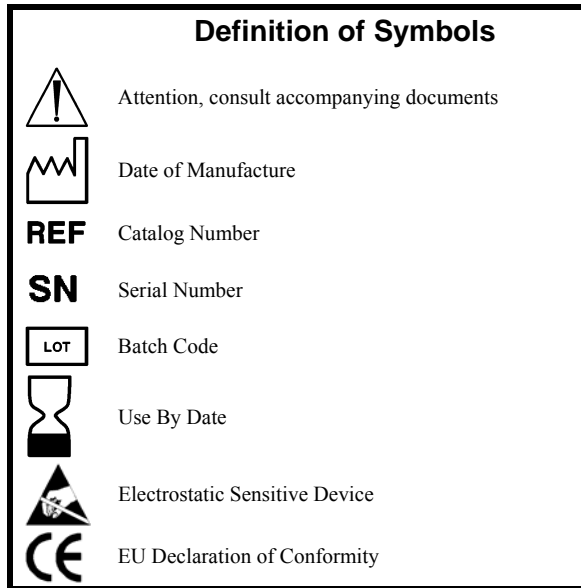 Definition of Symbols
Attention, consult accompanying documents
Date of Manufacture
REF Catalog Number
SN Serial Number
LOT Batch Code
Use By Date
Electrostatic Sensitive Device
CE EU Declaration of Conformity